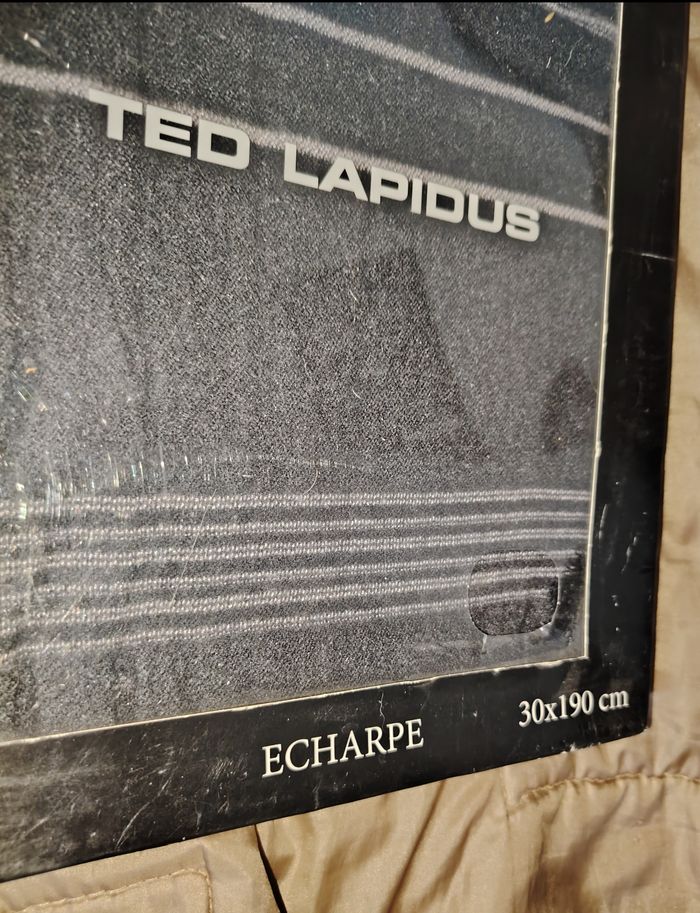 TED LAPIDUS
ECHARPE
30x190 cm